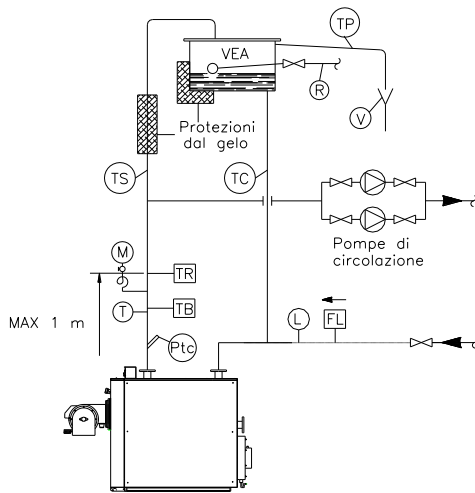 TP
VEA
R
V
Protezioni
dal gelo
TS
TC
Pompe di
circolazione
M
TR
MAX 1 m
T
TB
L
FL
Ptc